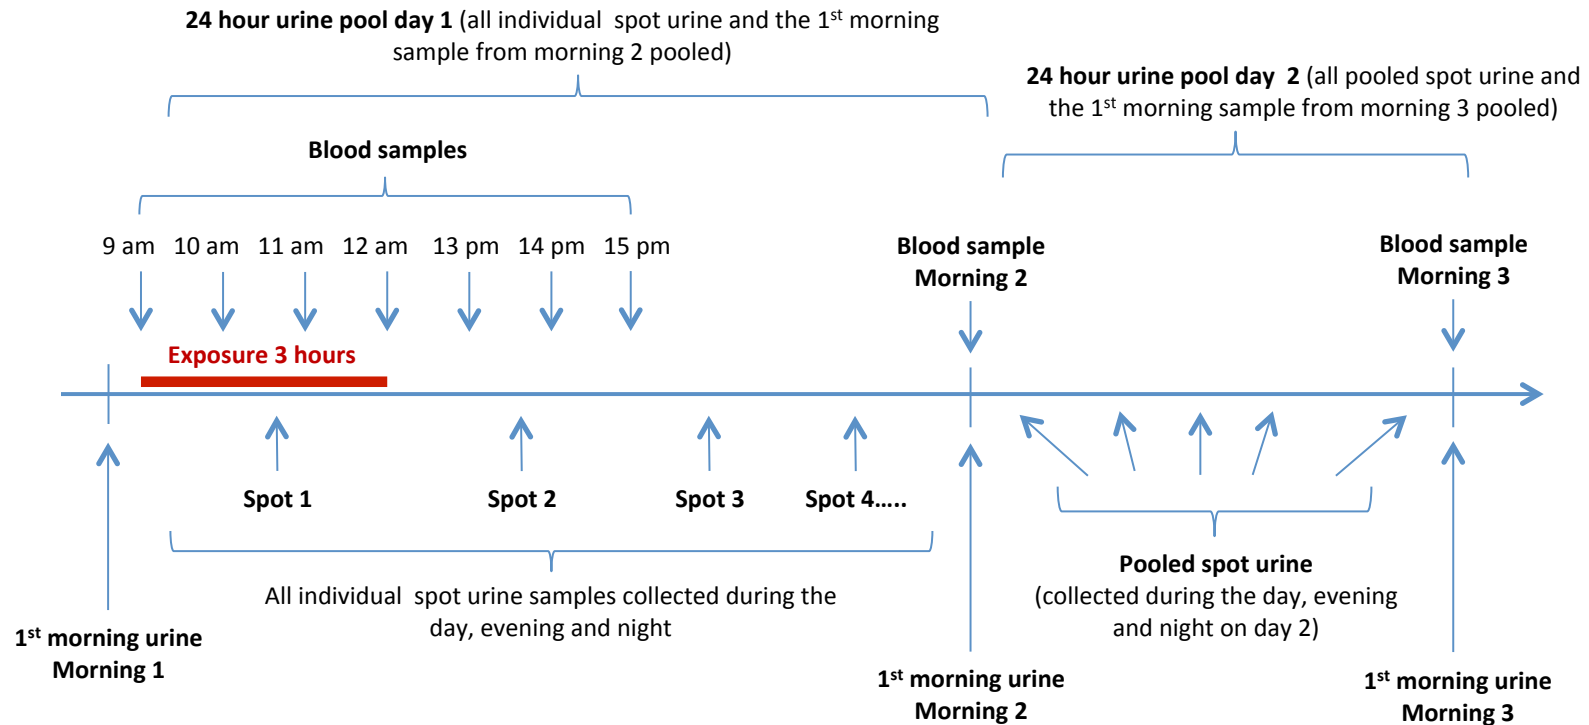 24 hour urine pool day 1 (all individual  spot urine and the 1st morning
sample from morning 2 pooled)
24 hour urine pool day  2 (all pooled spot urine and
the 1st morning sample from morning 3 pooled)
Blood samples
9 am 10 am 11 am 12 am 13 pm 14 pm 15 pm
Blood sample
Morning 2
Blood sample
Morning 3
Exposure 3 hours
Spot 1
Spot 2
Spot 3
Spot 4…..
All individual  spot urine samples collected during the
day, evening and night
Pooled spot urine
(collected during the day, evening
and night on day 2)
1st morning urine
Morning 1
1st morning urine
Morning 2
1st morning urine
Morning 3